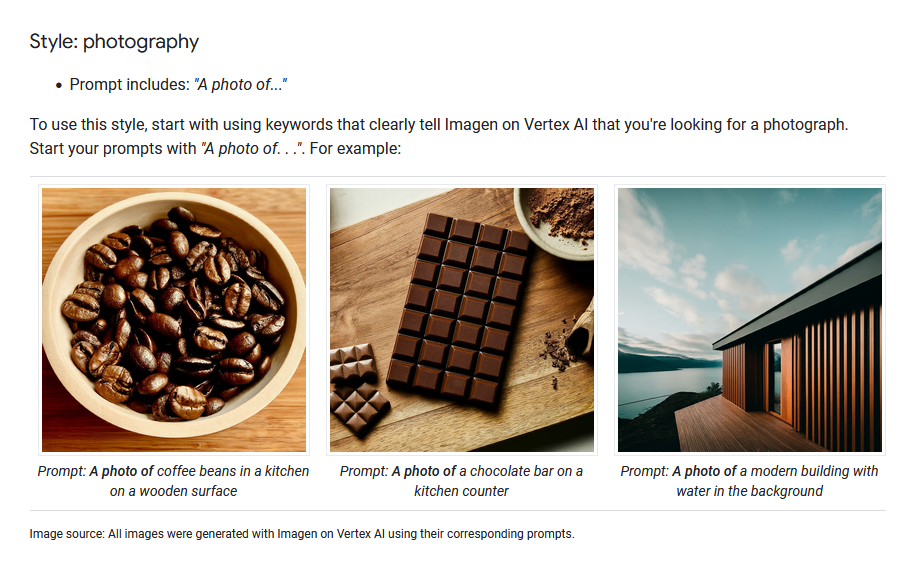 Style: photography
• Prompt includes: "A photo of..."
To use this style, start with using keywords that clearly tell Imagen on Vertex AI that you're looking for a photograph.
Start your prompts with "A photo of. . .". For example:
Prompt: A photo of coffee beans in a kitchen
on a wooden surface
Prompt: A photo of a chocolate bar on a
kitchen counter
Prompt: A photo of a modern building with
water in the background
Image source: All images were generated with Imagen on Vertex AI using their corresponding prompts.